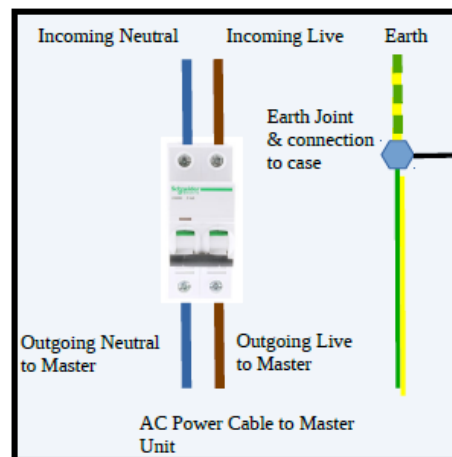 Incoming Neutral
Incoming Live
Earth
Earth Joint
& connection
to case
Schneider
Outgoing Neutral
to Master
Outgoing Live
to Master
AC Power Cable to Master
Unit